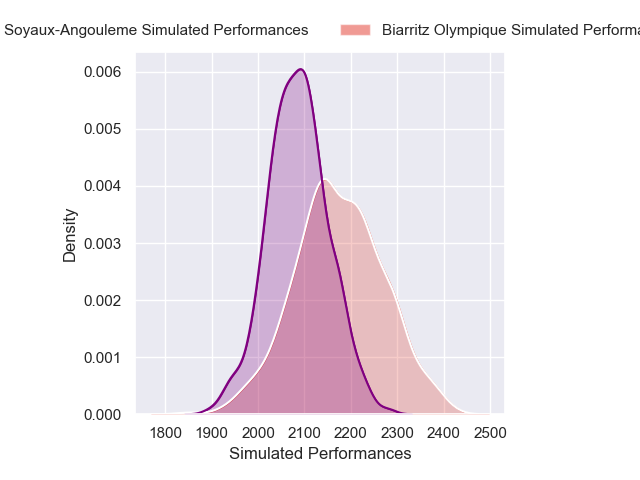 Soyaux-Angouleme Simulated Performances
Biarritz Olympique Simulated
0.006
0.005
0.004
0.003
0.002
0.001
0.000
Density
1800 1900 2000 2100 2200 2300 2400 2500
Simulated Performances